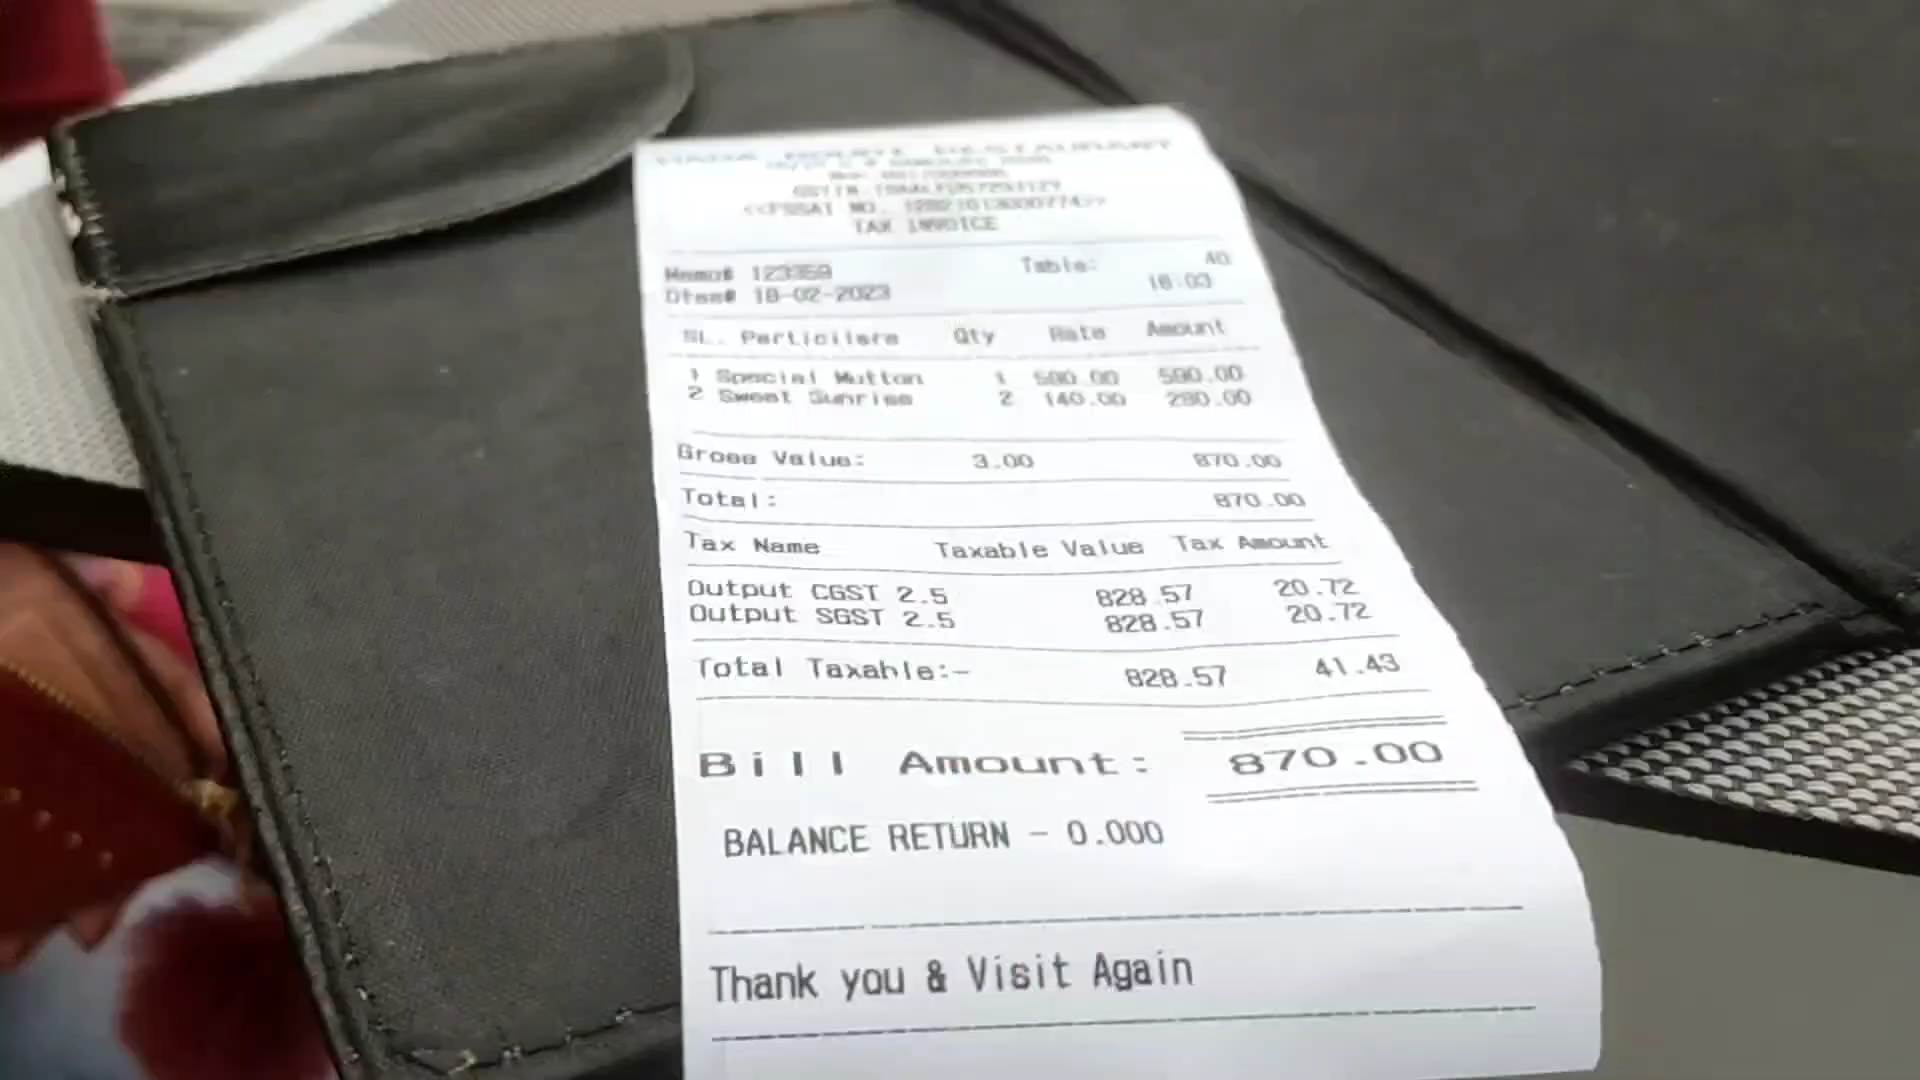 RESTAURANT
TAX INVOICE
Memo# 123359 Table: 40
18-02-2023 16:03
SL. Qty Rate Amount
1 Special Mutton 1 590.00 590.00
2 Sweet Sunrise 2 140.00 280.00
Gross Value: 3.00 870.00
Total: 870.00
Tax Name Taxable Value Tax Amount
Output CGST 2.5 828.57 20.72
Output SGST 2.5 828.57 20.72
Total Taxable:- 828.57 41.43
Bill Amount: 870.00
BALANCE RETURN - 0.000
Thank you & Visit Again